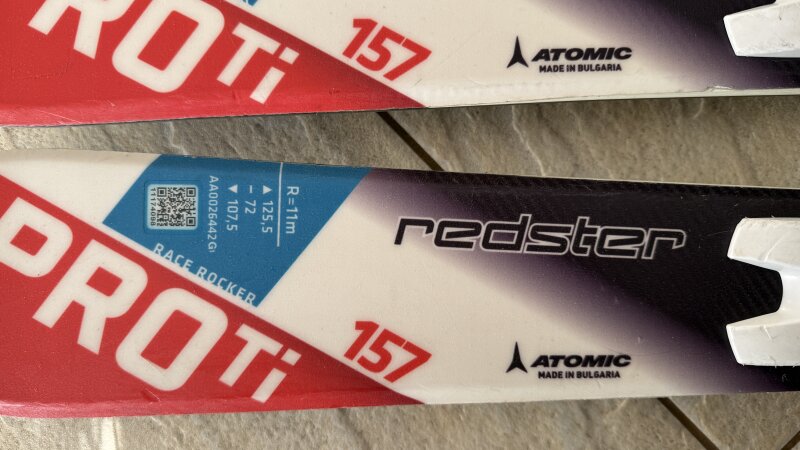 ROTi
157
ATOMIC
MADE IN BULGARIA
R=11m
▲ 125,5
– 72
▼ 107,5
AA0026442G
RACE ROCKER
redster
PROTi
157
ATOMIC
MADE IN BULGARIA